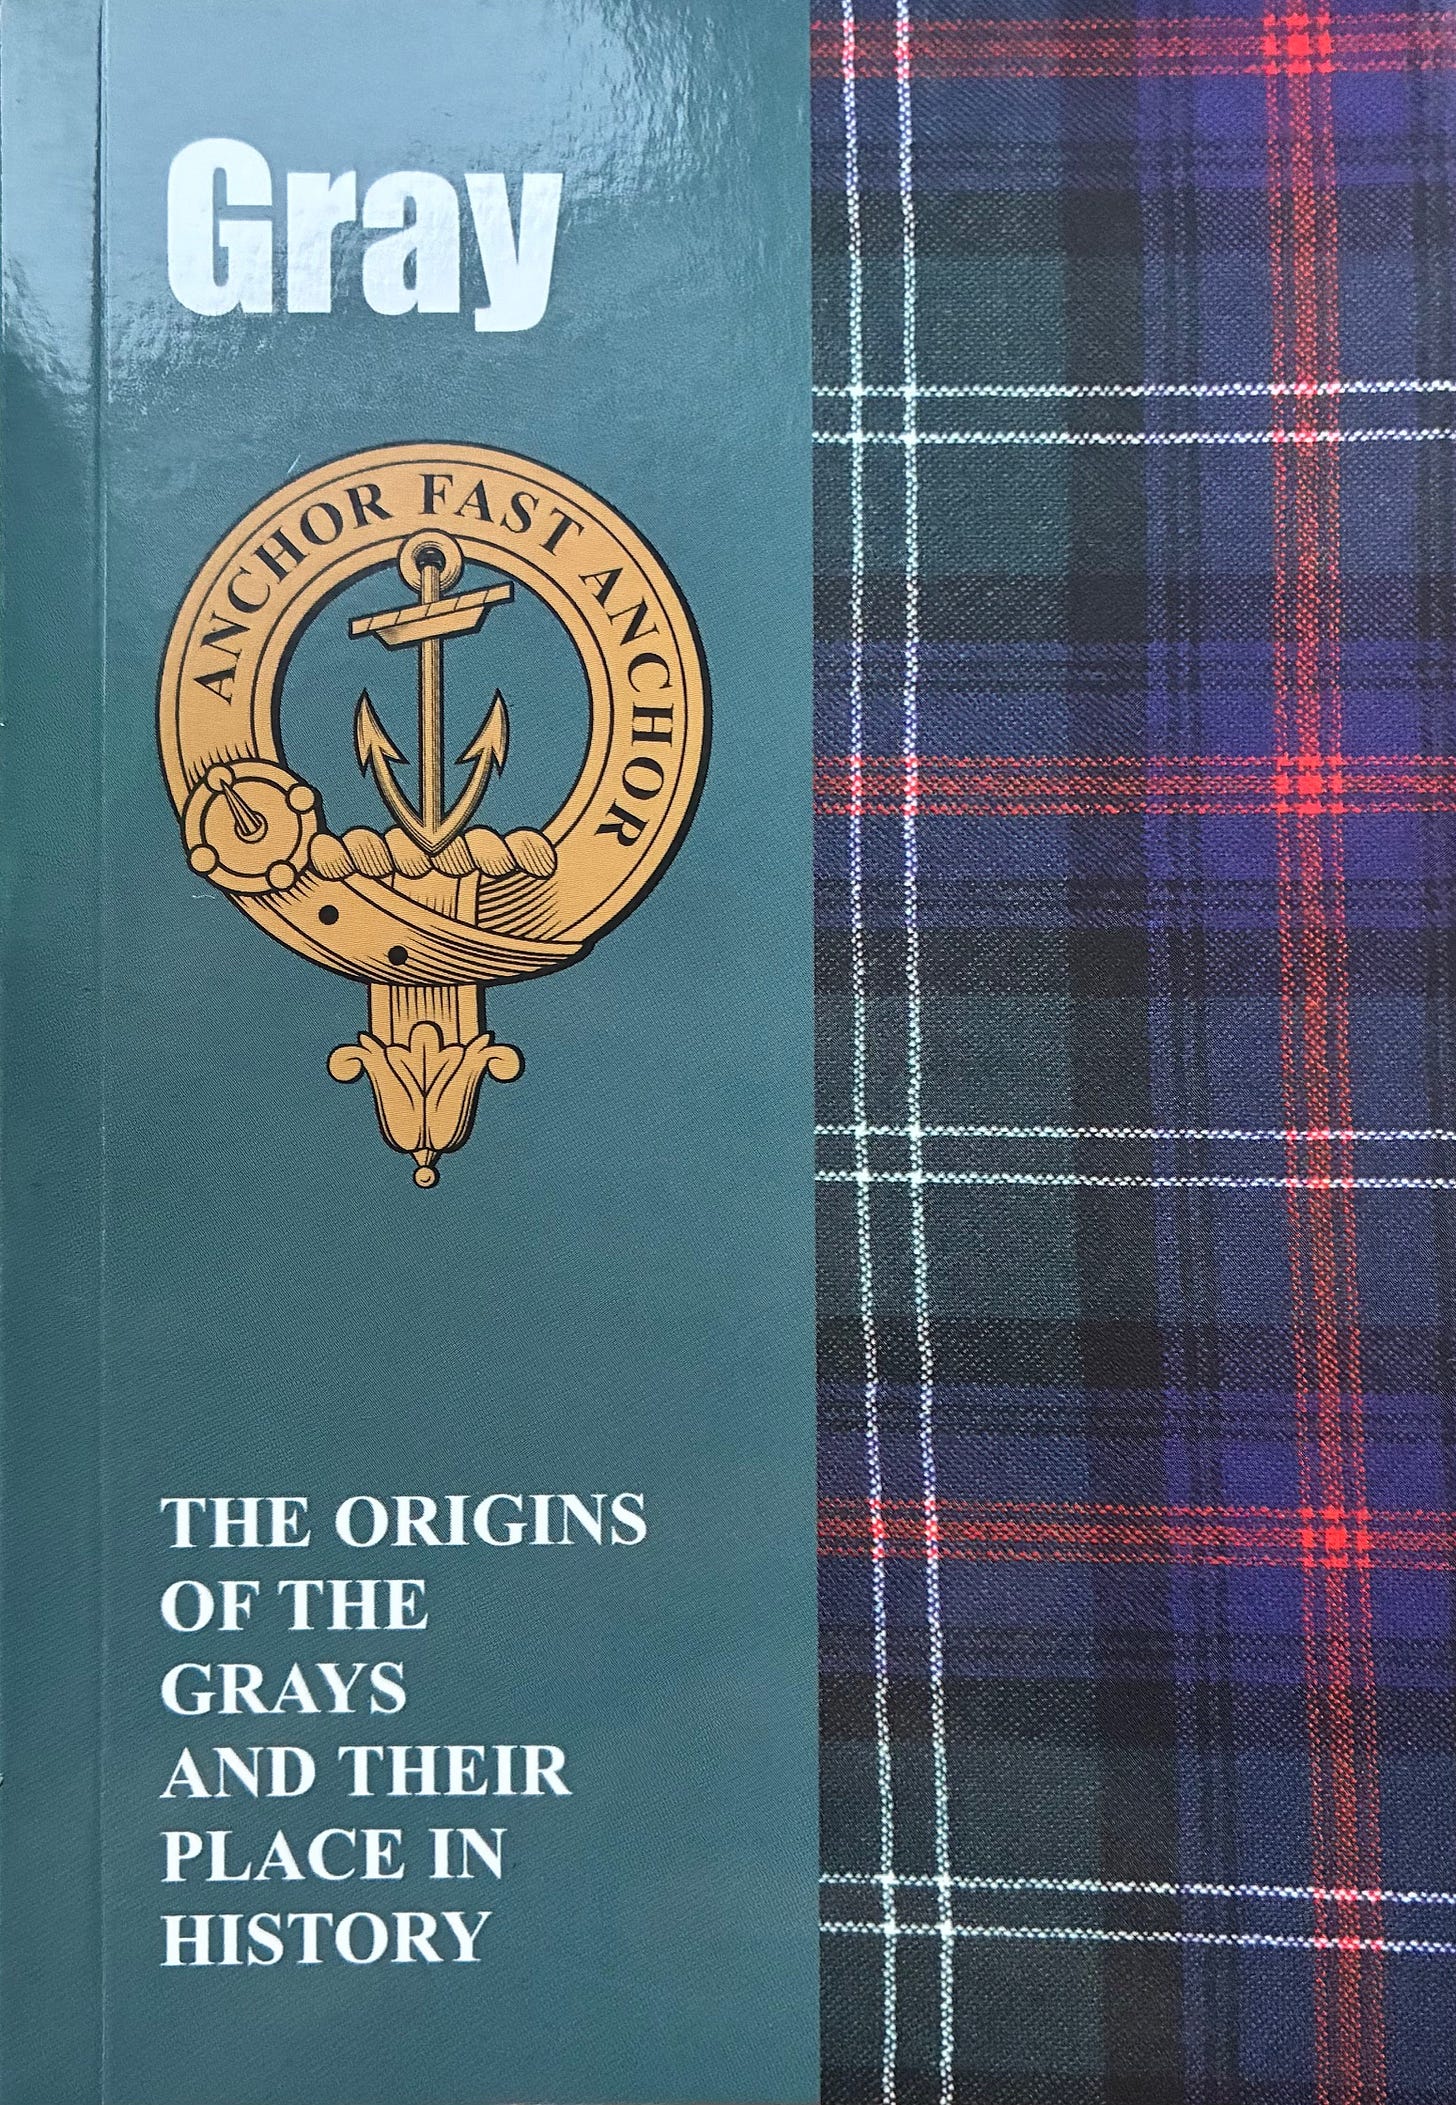 Gray
ANCHOR FAST ANCHOR
THE ORIGINS
OF THE
GRAYS
AND THEIR
PLACE IN
HISTORY